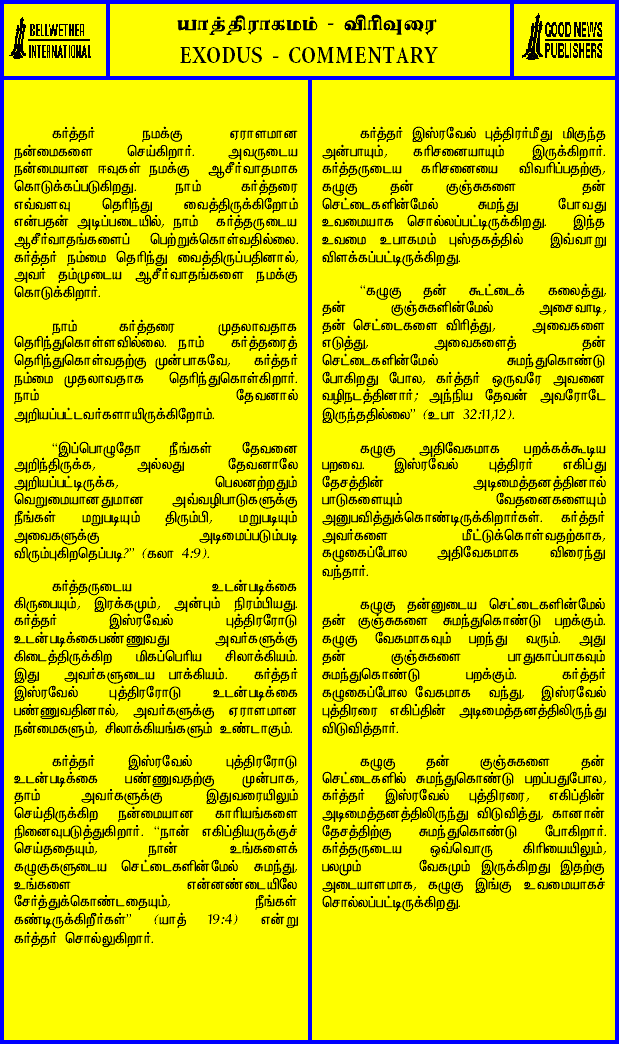 BELLWETHER
INTERNATIONAL
யாத்திராகமம் - விரிவுரை
EXODUS - COMMENTARY
GOOD NEWS
PUBLISHERS
கர்த்தர் நமக்கு ஏராளமான
நன்மைகளை செய்கிறார். அவருடைய
நன்மையான ஈவுகள் நமக்கு ஆசீர்வாதமாக
கொடுக்கப்படுகிறது. நாம் கர்த்தரை
எவ்வளவு தெரிந்து வைத்திருக்கிறோம்
என்பதன் அடிப்படையில், நாம் கர்த்தருடைய
ஆசீர்வாதங்களைப் பெற்றுக்கொள்வதில்லை.
கர்த்தர் நம்மை தெரிந்து வைத்திருப்பதினால்,
அவர் தம்முடைய ஆசீர்வாதங்களை நமக்கு
கொடுக்கிறார்.
நாம் கர்த்தரை முதலாவதாக
தெரிந்துகொள்ளவில்லை. நாம் கர்த்தரைத்
தெரிந்துகொள்வதற்கு முன்பாகவே, கர்த்தர்
நம்மை முதலாவதாக தெரிந்துகொள்கிறார்.
நாம் தேவனால்
அறியப்பட்டவர்களாயிருக்கிறோம்.
“இப்பொழுதோ நீங்கள் தேவனை
அறிந்திருக்க, அல்லது தேவனாலே
அறியப்பட்டிருக்க, பெலனற்றதும்
வெறுமையானதுமான அவ்வழிபாடுகளுக்கு
நீங்கள் மறுபடியும் திரும்பி, மறுபடியும்
அவைகளுக்கு அடிமைப்படும்படி
விரும்புகிறதெப்படி?” (கலா 4:9).
கர்த்தருடைய உடன்படிக்கை
கிருபையும், இரக்கமும், அன்பும் நிரம்பியது.
கர்த்தர் இஸ்ரவேல் புத்திரரோடு
உடன்படிக்கைபண்ணுவது அவர்களுக்கு
கிடைத்திருக்கிற மிகப்பெரிய சிலாக்கியம்.
இது அவர்களுடைய பாக்கியம். கர்த்தர்
இஸ்ரவேல் புத்திரரோடு உடன்படிக்கை
பண்ணுவதினால், அவர்களுக்கு ஏராளமான
நன்மைகளும், சிலாக்கியங்களும் உண்டாகும்.
கர்த்தர் இஸ்ரவேல் புத்திரரோடு
உடன்படிக்கை பண்ணுவதற்கு முன்பாக,
தாம் அவர்களுக்கு இதுவரையிலும்
செய்திருக்கிற நன்மையான காரியங்களை
நினைவுபடுத்துகிறார். “நான் எகிப்தியருக்குச்
செய்ததையும், நான் உங்களைக்
கழுகுகளுடைய செட்டைகளின்மேல் சுமந்து,
உங்களை என்னண்டையிலே
சேர்த்துக்கொண்டதையும், நீங்கள்
கண்டிருக்கிறீர்கள்” (யாத் 19:4) என்று
கர்த்தர் சொல்லுகிறார்.
கர்த்தர் இஸ்ரவேல் புத்திரர்மீது மிகுந்த
அன்பாயும், கரிசனையாயும் இருக்கிறார்.
கர்த்தருடைய கரிசனையை விவரிப்பதற்கு,
கழுகு தன் குஞ்சுகளை தன்
செட்டைகளின்மேல் சுமந்து போவது
உவமையாக சொல்லப்பட்டிருக்கிறது. இந்த
உவமை உபாகமம் புஸ்தகத்தில் இவ்வாறு
விளக்கப்பட்டிருக்கிறது.
“கழுகு தன் கூட்டைக் கலைத்து,
தன் குஞ்சுகளின்மேல் அசைவாடி,
தன் செட்டைகளை விரித்து, அவைகளை
எடுத்து, அவைகளைத் தன்
செட்டைகளின்மேல் சுமந்துகொண்டு
போகிறது போல, கர்த்தர் ஒருவரே அவனை
வழிநடத்தினார்; அந்நிய தேவன் அவரோடே
இருந்ததில்லை” (உபா 32:11,12).
கழுகு அதிவேகமாக பறக்கக்கூடிய
பறவை. இஸ்ரவேல் புத்திரர் எகிப்து
தேசத்தின் அடிமைத்தனத்தினால்
பாடுகளையும் வேதனைகளையும்
அனுபவித்துக்கொண்டிருக்கிறார்கள். கர்த்தர்
அவர்களை மீட்டுக்கொள்வதற்காக,
கழுகைப்போல அதிவேகமாக விரைந்து
வந்தார்.
கழுகு தன்னுடைய செட்டைகளின்மேல்
தன் குஞ்சுகளை சுமந்துகொண்டு பறக்கும்.
கழுகு வேகமாகவும் பறந்து வரும். அது
தன் குஞ்சுகளை பாதுகாப்பாகவும்
சுமந்துகொண்டு பறக்கும். கர்த்தர்
கழுகைப்போல வேகமாக வந்து, இஸ்ரவேல்
புத்திரரை எகிப்தின் அடிமைத்தனத்திலிருந்து
விடுவித்தார்.
கழுகு தன் குஞ்சுகளை தன்
செட்டைகளில் சுமந்துகொண்டு பறப்பதுபோல,
கர்த்தர் இஸ்ரவேல் புத்திரரை, எகிப்தின்
அடிமைத்தனத்திலிருந்து விடுவித்து, கானான்
தேசத்திற்கு சுமந்துகொண்டு போகிறார்.
கர்த்தருடைய ஒவ்வொரு கிரியையிலும்,
பலமும் வேகமும் இருக்கிறது இதற்கு
அடையாளமாக, கழுகு இங்கு உவமையாகச்
சொல்லப்பட்டிருக்கிறது.